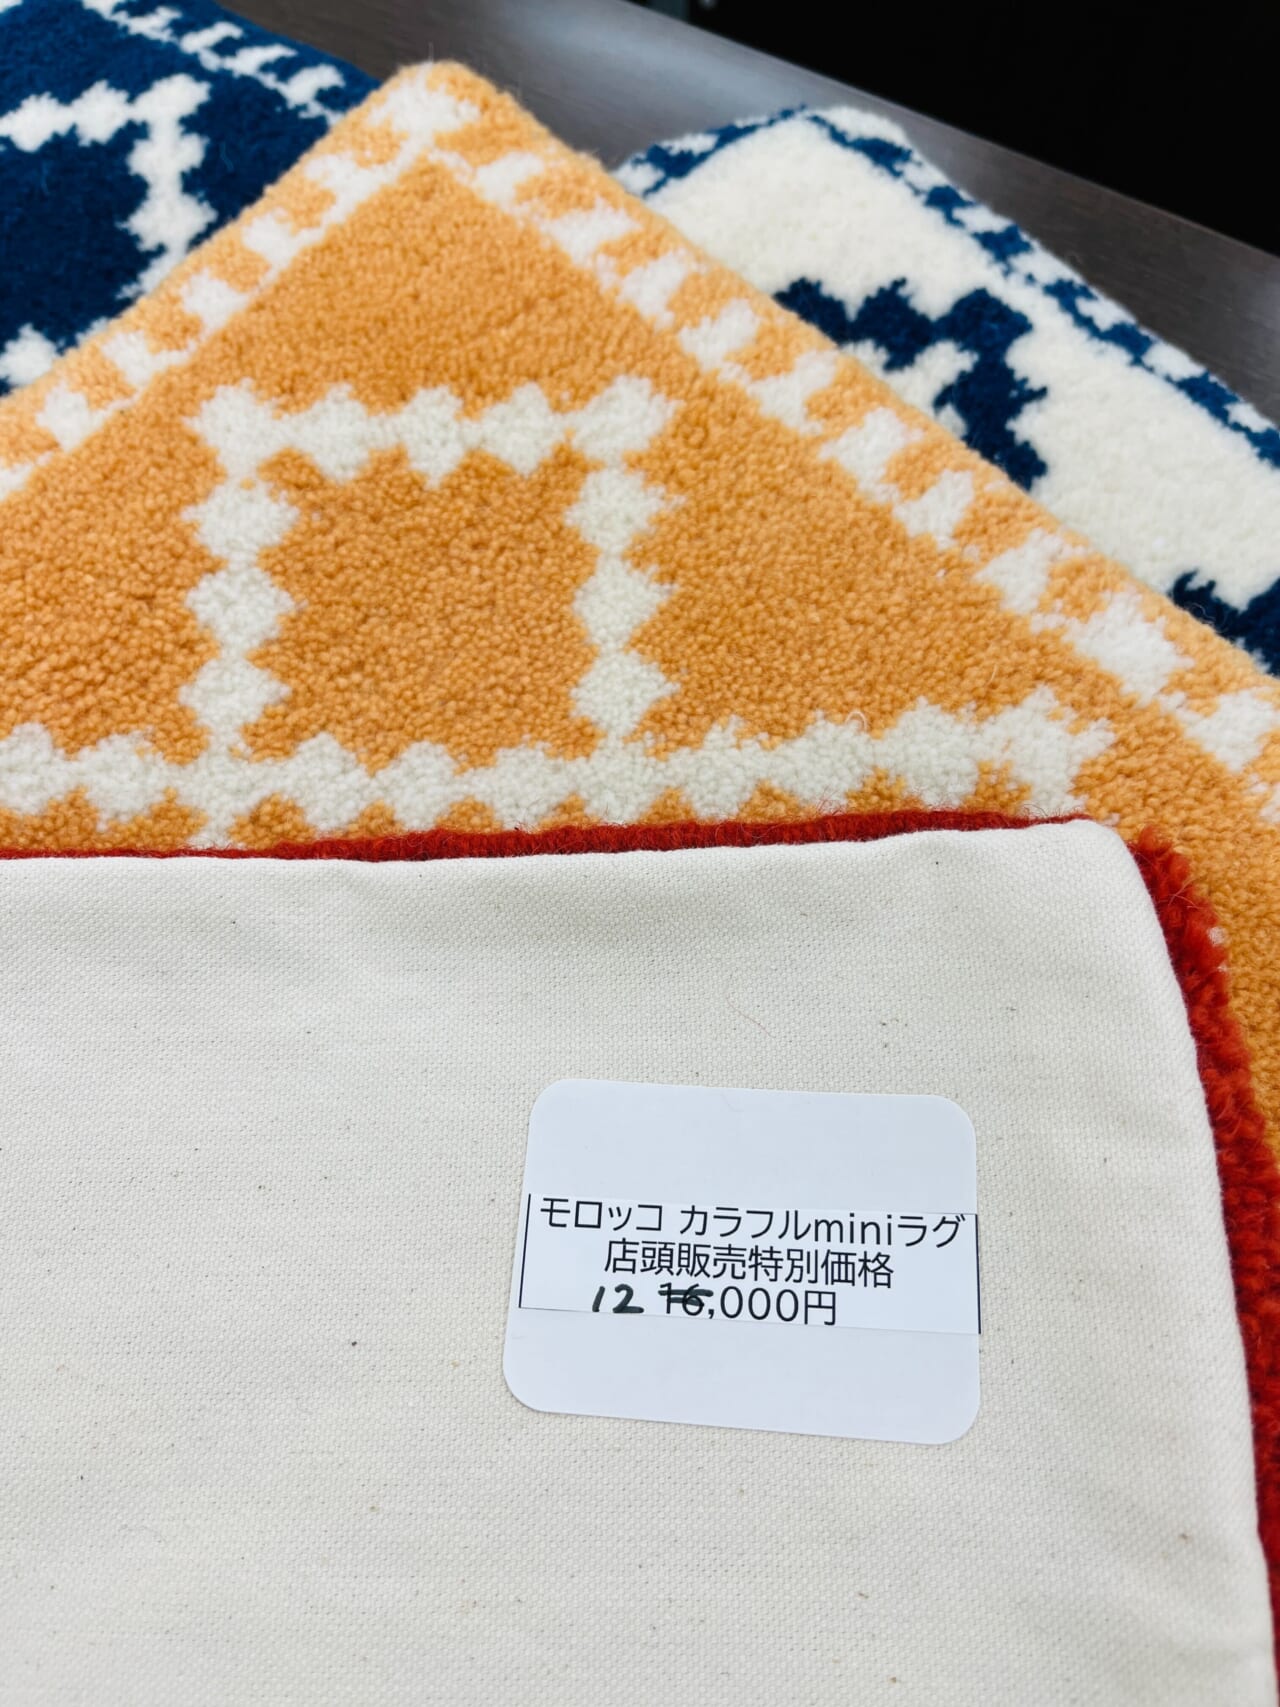 モロッコ カラフルminiラグ
店頭販売特別価格
12 16,000円